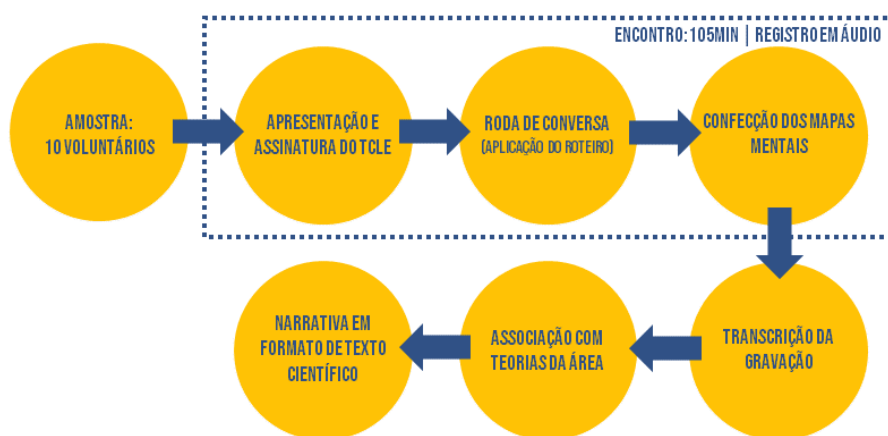 ENCONTRO: 105MIN | REGISTRO EM ÁUDIO
AMOSTRA:
10 VOLUNTÁRIOS
APRESENTAÇÃO E
ASSINATURA DO TCLE
RODA DE CONVERSA
(APLICAÇÃO DO ROTEIRO)
CONFECÇÃO DOS MAPAS
MENTAIS
TRANSCRIÇÃO DA
GRAVAÇÃO
ASSOCIAÇÃO COM
TEORIAS DA ÁREA
NARRATIVA EM
FORMATO DE TEXTO
CIENTÍFICO